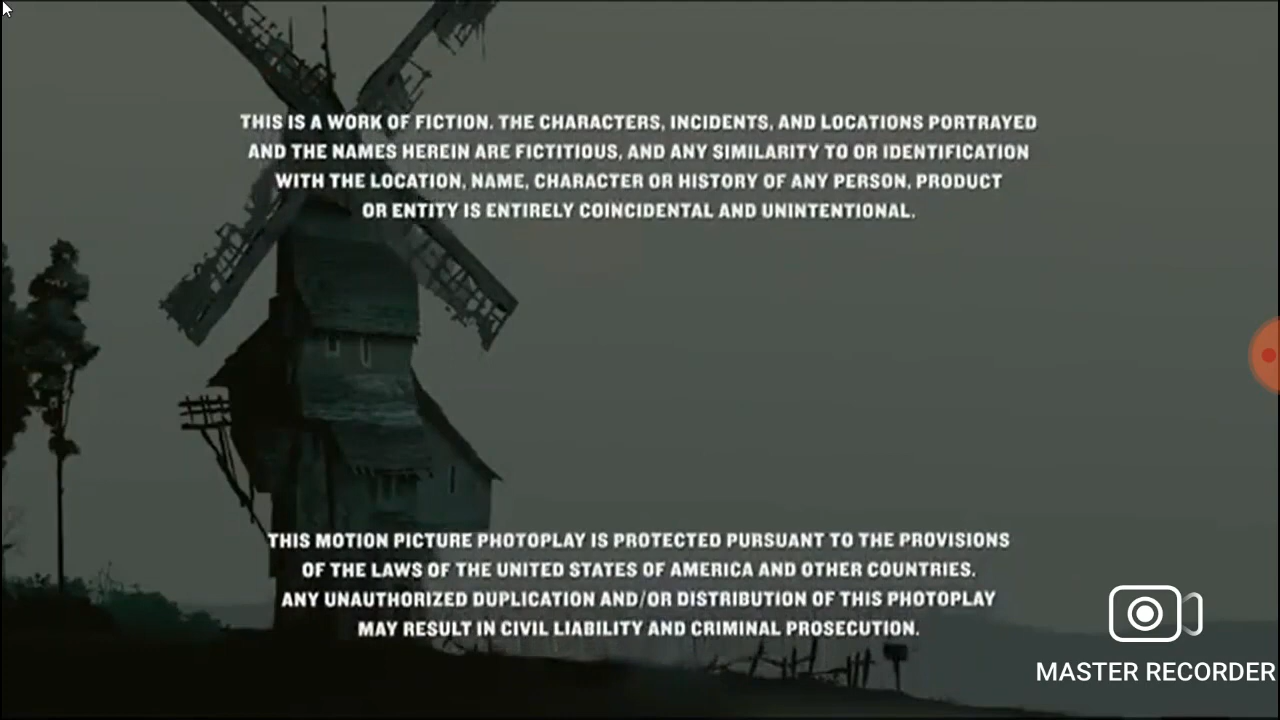 THIS IS A WORK OF FICTION. THE CHARACTERS, INCIDENTS, AND LOCATIONS PORTRAYED
AND THE NAMES HEREIN ARE FICTITIOUS, AND ANY SIMILARITY TO OR IDENTIFICATION
WITH THE LOCATION, NAME, CHARACTER OR HISTORY OF ANY PERSON, PRODUCT
OR ENTITY IS ENTIRELY COINCIDENTAL AND UNINTENTIONAL.
THIS MOTION PICTURE PHOTOPLAY IS PROTECTED PURSUANT TO THE PROVISIONS
OF THE LAWS OF THE UNITED STATES OF AMERICA AND OTHER COUNTRIES.
ANY UNAUTHORIZED DUPLICATION AND/OR DISTRIBUTION OF THIS PHOTOPLAY
MAY RESULT IN CIVIL LIABILITY AND CRIMINAL PROSECUTION.
MASTER RECORDER